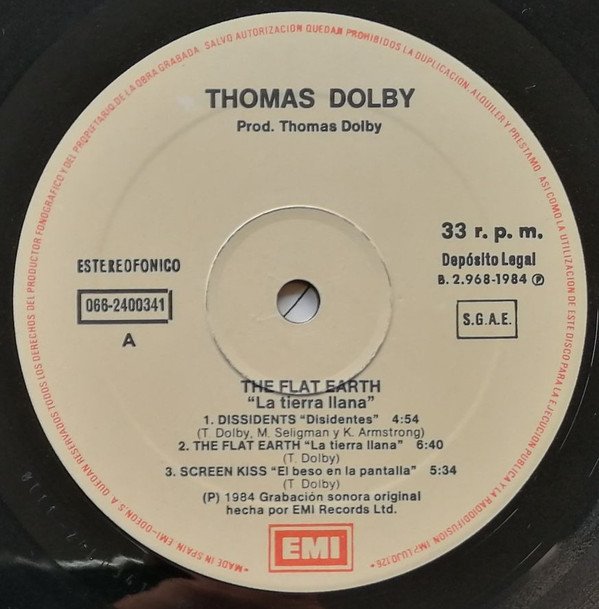 SALVO AUTORIZACION QUEDAN PROHIBIDOS LA DUPLICACION, ALQUILER Y PRESTAMO, ASI COMO LA UTILIZACION DE ESTE DISCO PARA LA EJECUCION PUBLICA Y LA RADIODIFUSION IMP. LUJO 126 •
• MADE IN SPAIN EMI-ODEON S.A. QUEDAN RESERVADOS TODOS LOS DERECHOS DEL PRODUCTOR FONOGRAFICO Y DEL PROPIETARIO DE LA OBRA GRABADA
THOMAS DOLBY
Prod. Thomas Dolby
33 r. p. m.
ESTEREOFONICO
Depósito Legal
B. 2.968-1984 Ⓟ
066-2400341
S.G.A.E.
A
THE FLAT EARTH
"La tierra llana"
1. DISSIDENTS "Disidentes" 4:54
(T. Dolby, M. Seligman y K. Armstrong)
2. THE FLAT EARTH "La tierra llana" 6:40
(T. Dolby)
3. SCREEN KISS "El beso en la pantalla" 5:34
(T. Dolby)
(P) 1984 Grabación sonora original
hecha por EMI Records Ltd.
EMI